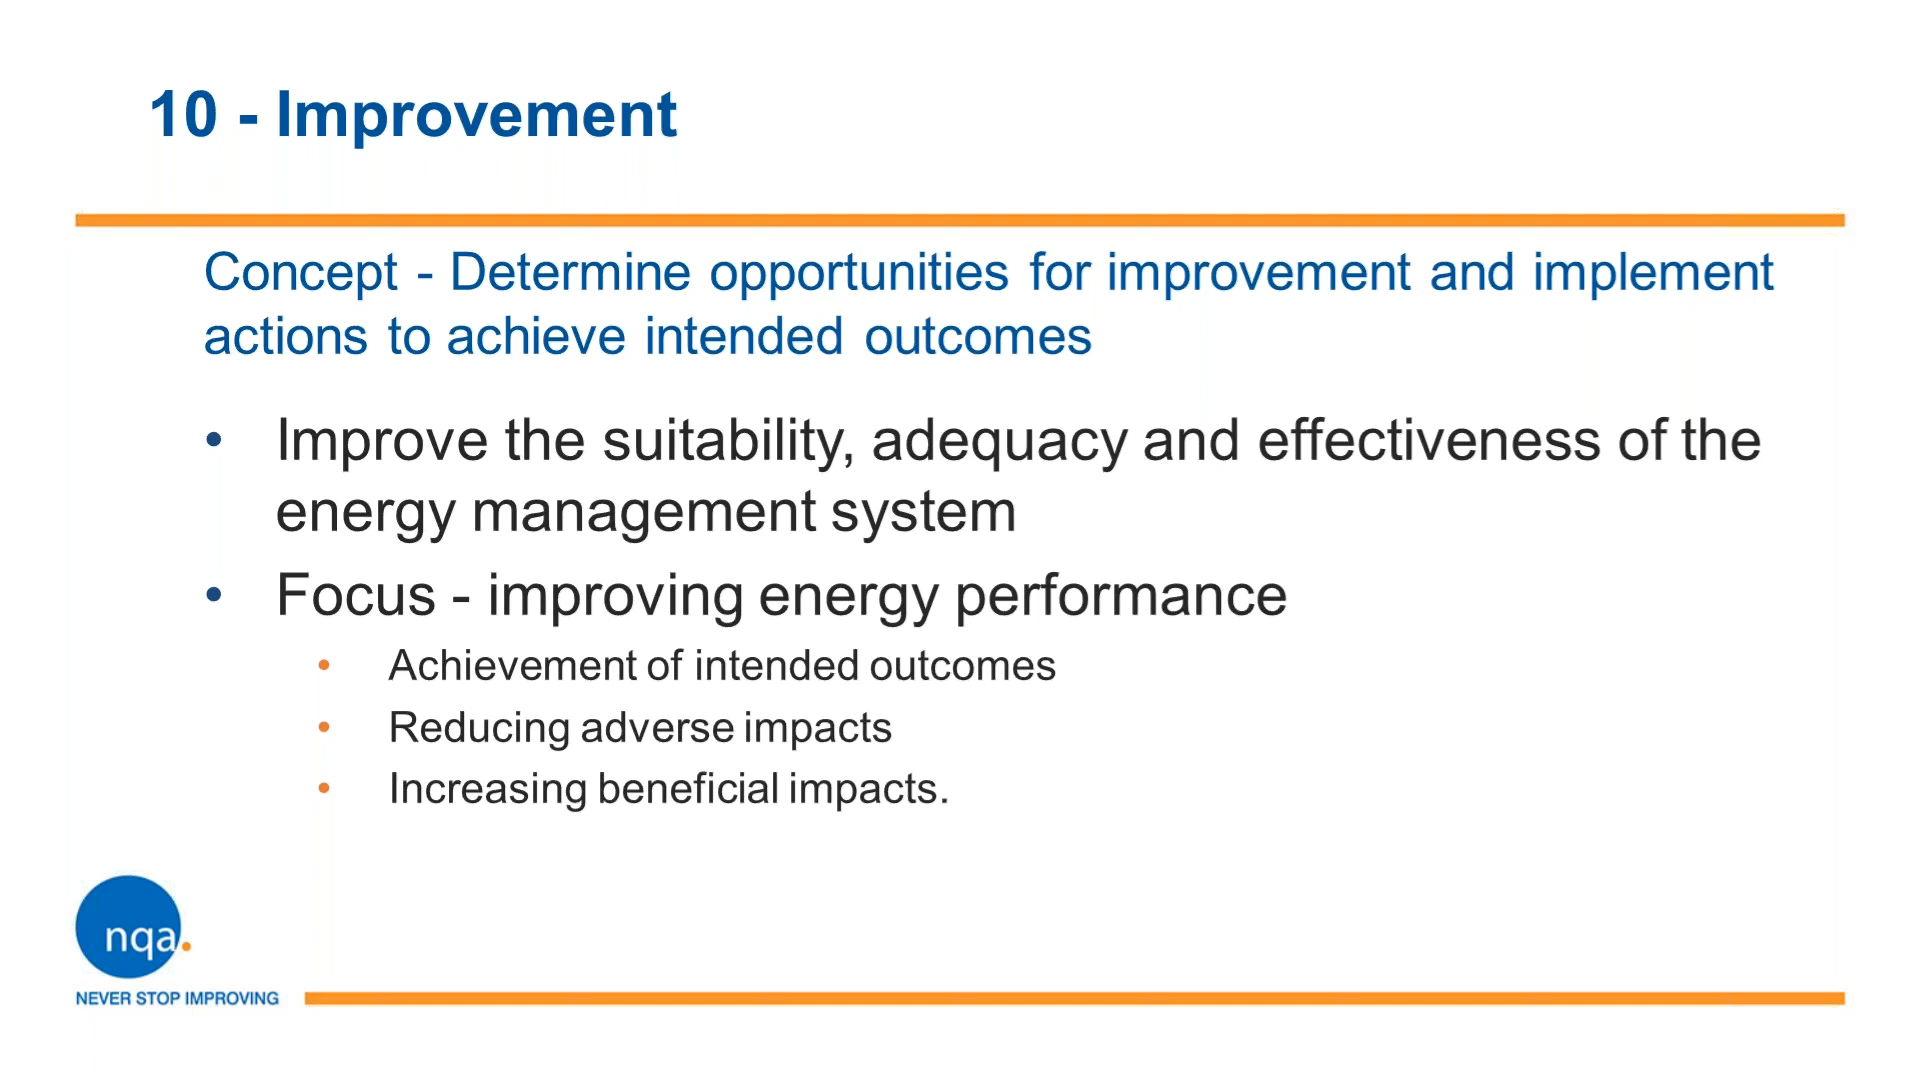 10 - Improvement
Concept - Determine opportunities for improvement and implement
actions to achieve intended outcomes
• Improve the suitability, adequacy and effectiveness of the
energy management system
• Focus - improving energy performance
• Achievement of intended outcomes
• Reducing adverse impacts
• Increasing beneficial impacts.
nqa.
NEVER STOP IMPROVING